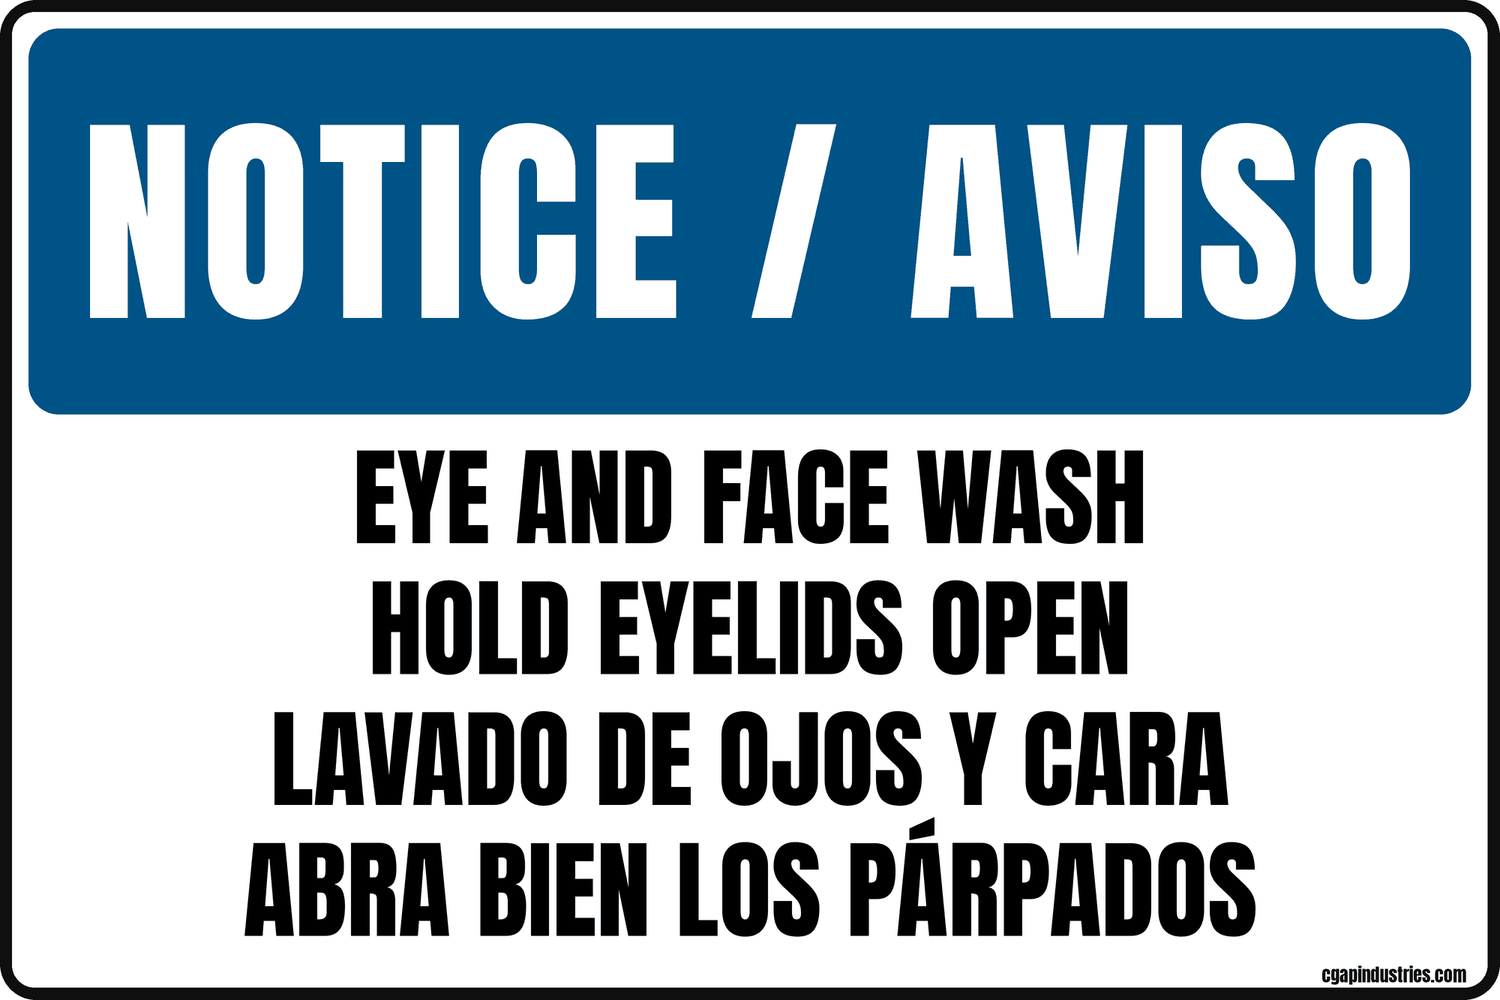 NOTICE / AVISO
EYE AND FACE WASH
HOLD EYELIDS OPEN
LAVADO DE OJOS Y CARA
ABRA BIEN LOS PÁRPADOS
cgapindustries.com